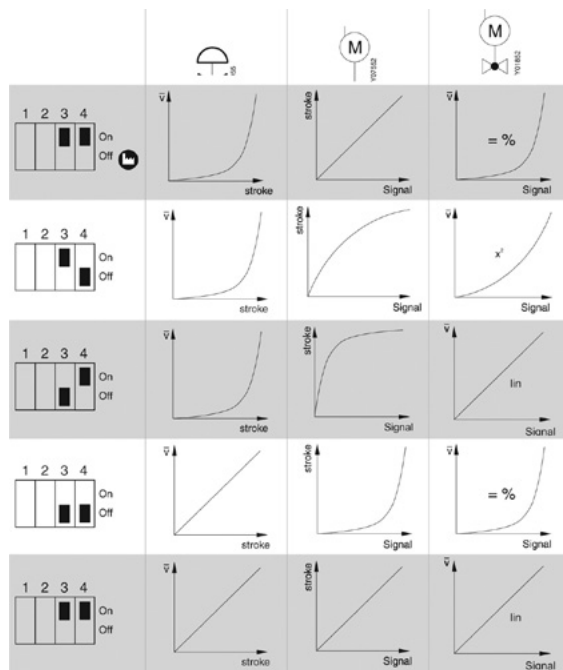 M
M
155
Y07552
Y01852
1 2 3 4
On
Off
v̇
stroke
stroke
Signal
v̇
= %
Signal
1 2 3 4
On
Off
v̇
stroke
stroke
Signal
v̇
x²
Signal
1 2 3 4
On
Off
v̇
stroke
stroke
Signal
v̇
lin
Signal
1 2 3 4
On
Off
v̇
stroke
stroke
Signal
v̇
= %
Signal
1 2 3 4
On
Off
v̇
stroke
stroke
Signal
v̇
lin
Signal